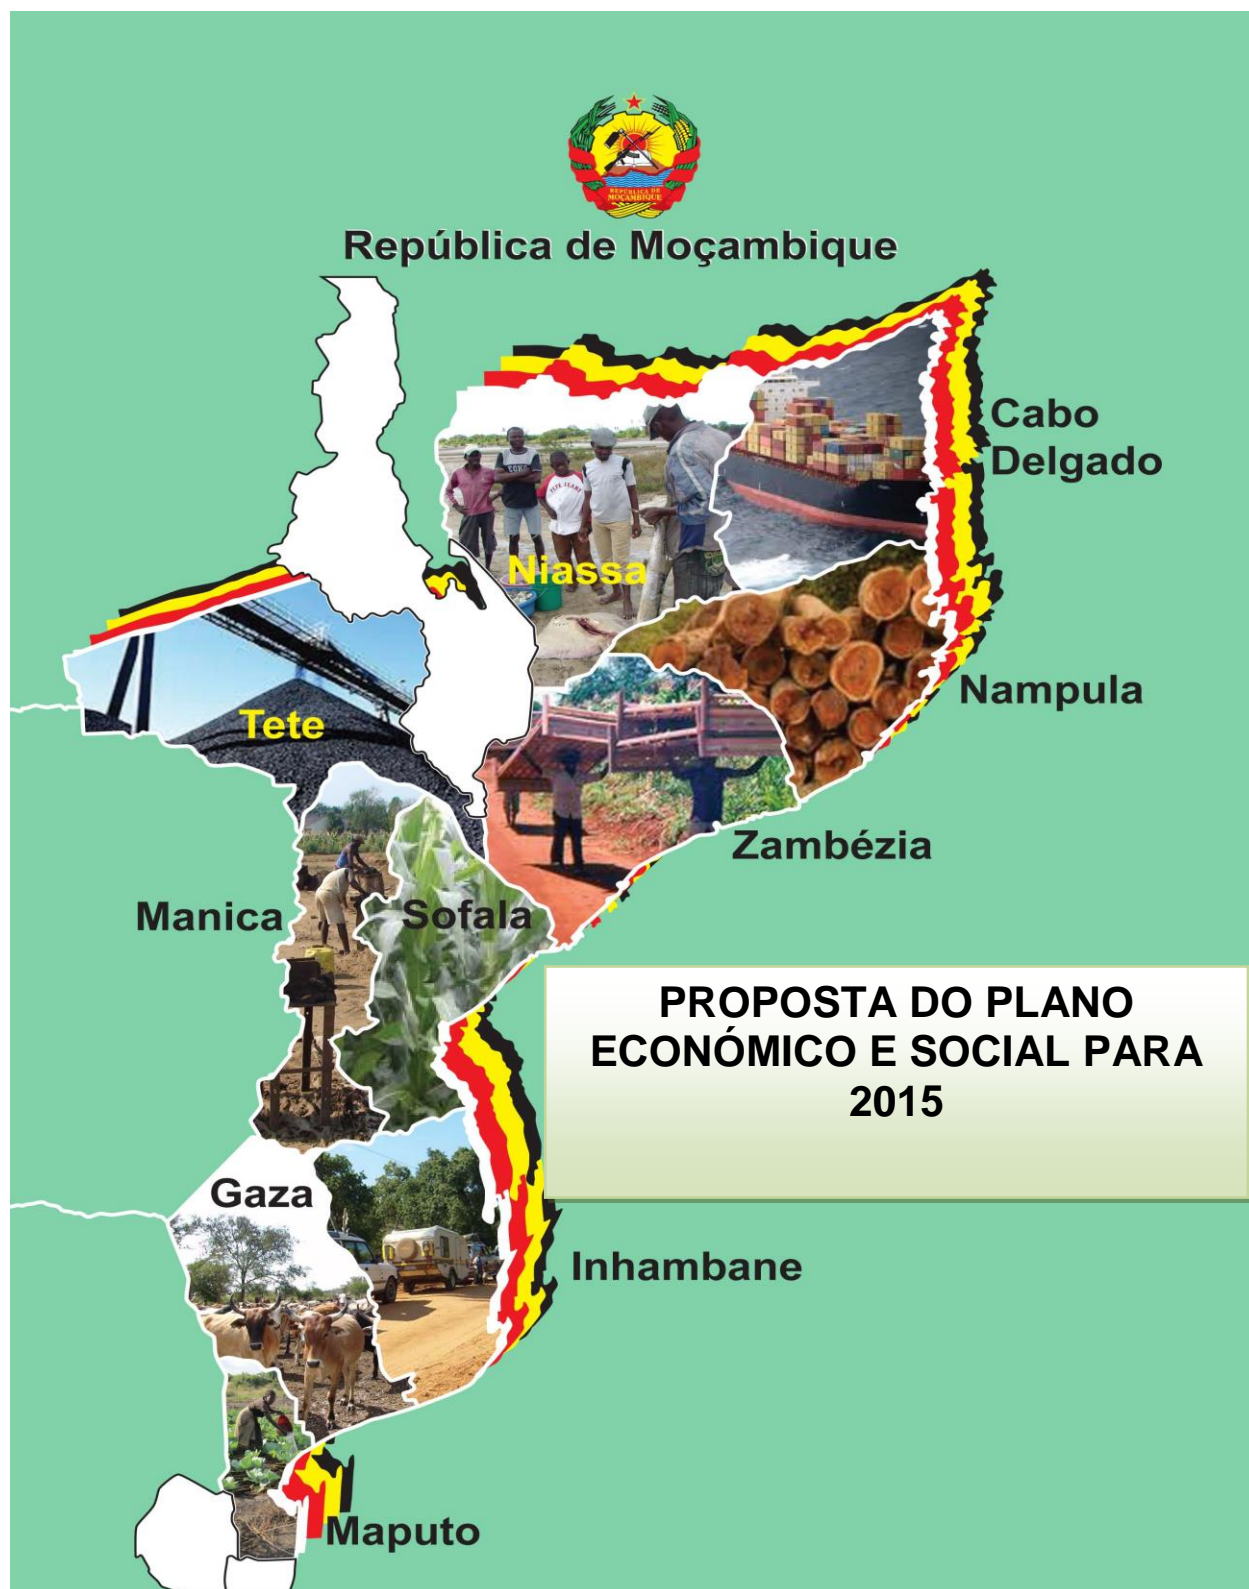 REPÚBLICA DE
MOÇAMBIQUE
República de Moçambique
Cabo
Delgado
Niassa
Nampula
Tete
Zambézia
Manica
Sofala
PROPOSTA DO PLANO
ECONÓMICO E SOCIAL PARA
2015
Gaza
Inhambane
Maputo